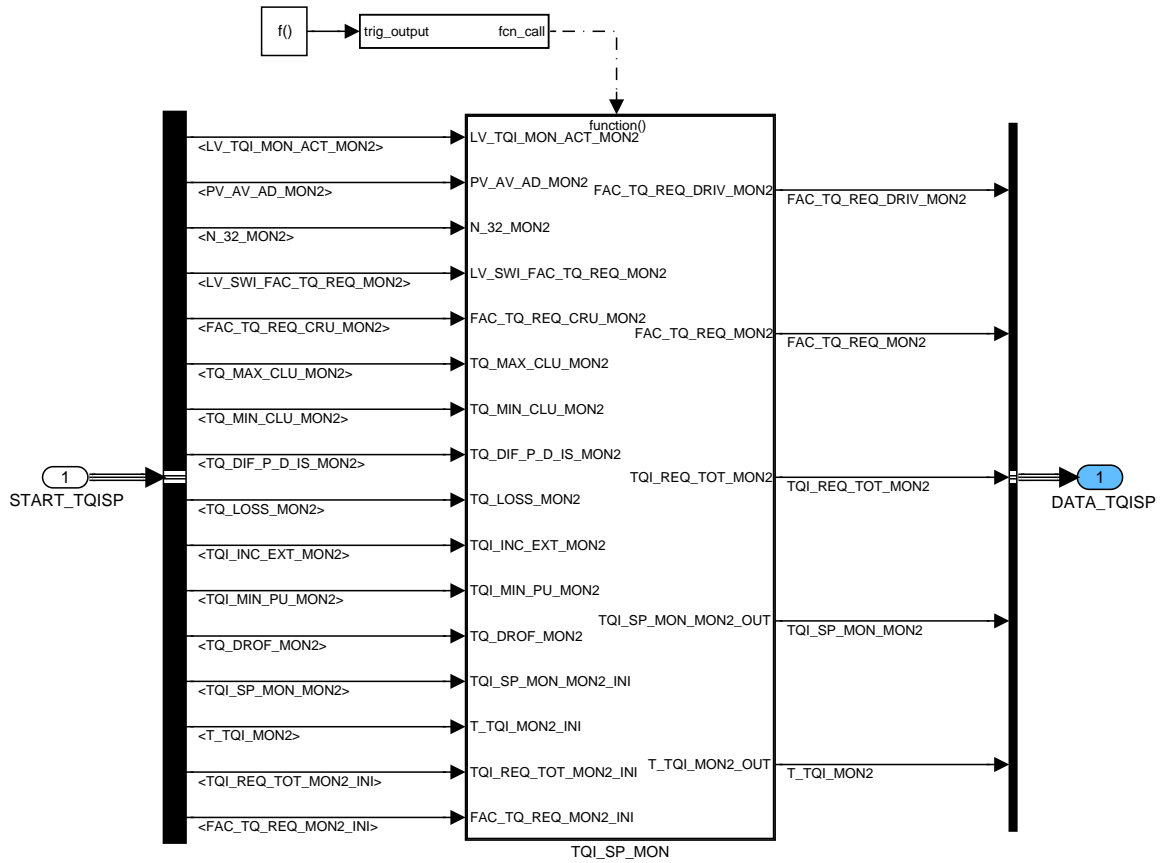 f()
trig_output
fcn_call
function()
<LV_TQI_MON_ACT_MON2>
LV_TQI_MON_ACT_MON2
<PV_AV_AD_MON2>
PV_AV_AD_MON2
FAC_TQ_REQ_DRIV_MON2
FAC_TQ_REQ_DRIV_MON2
<N_32_MON2>
N_32_MON2
<LV_SWI_FAC_TQ_REQ_MON2>
LV_SWI_FAC_TQ_REQ_MON2
<FAC_TQ_REQ_CRU_MON2>
FAC_TQ_REQ_CRU_MON2
FAC_TQ_REQ_MON2
FAC_TQ_REQ_MON2
<TQ_MAX_CLU_MON2>
TQ_MAX_CLU_MON2
<TQ_MIN_CLU_MON2>
TQ_MIN_CLU_MON2
<TQ_DIF_P_D_IS_MON2>
TQ_DIF_P_D_IS_MON2
1
START_TQISP
TQI_REQ_TOT_MON2
TQI_REQ_TOT_MON2
1
DATA_TQISP
<TQ_LOSS_MON2>
TQ_LOSS_MON2
<TQI_INC_EXT_MON2>
TQI_INC_EXT_MON2
<TQI_MIN_PU_MON2>
TQI_MIN_PU_MON2
TQI_SP_MON_MON2_OUT
TQI_SP_MON_MON2
<TQ_DROF_MON2>
TQ_DROF_MON2
<TQI_SP_MON_MON2>
TQI_SP_MON_MON2_INI
<T_TQI_MON2>
T_TQI_MON2_INI
<TQI_REQ_TOT_MON2_INI>
TQI_REQ_TOT_MON2_INI
T_TQI_MON2_OUT
T_TQI_MON2
<FAC_TQ_REQ_MON2_INI>
FAC_TQ_REQ_MON2_INI
TQI_SP_MON